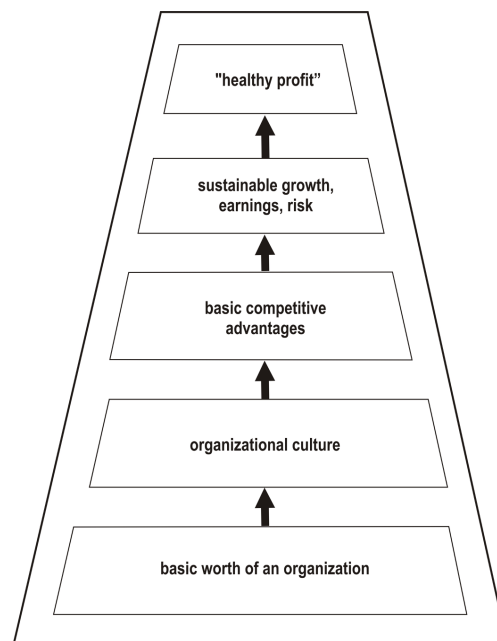 "healthy profit”
sustainable growth,
earnings, risk
basic competitive
advantages
organizational culture
basic worth of an organization